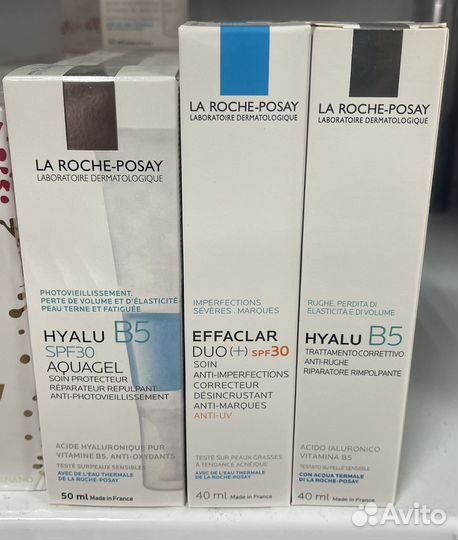 LA ROCHE-POSAY
LABORATOIRE DERMATOLOGIQUE
PHOTOVIEILLISSEMENT.
PERTE DE VOLUME ET D'ÉLASTICITÉ
PEAU TERNE ET FATIGUÉE
HYALU B5
SPF30
AQUAGEL
SOIN PROTECTEUR
RÉPARATEUR REPULPANT
ANTI-PHOTOVIEILLISSEMENT
ACIDE HYALURONIQUE PUR
VITAMINE B5, ANTI-OXYDANTS
TESTÉ SUR PEAUX SENSIBLES
AVEC DE L'EAU THERMALE
DE LA ROCHE-POSAY
50 ml Made in France
LA ROCHE-POSAY
LABORATOIRE DERMATOLOGIQUE
IMPERFECTIONS
SÉVÈRES . MARQUES
EFFACLAR
DUO(+) SPF30
SOIN
ANTI-IMPERFECTIONS
CORRECTEUR
DÉSINCRUSTANT
ANTI-MARQUES
ANTI-UV
TESTÉ SUR PEAUX GRASSES
À TENDANCE ACNÉIQUE
AVEC DE L'EAU THERMALE
DE LA ROCHE-POSAY
40 ml Made in France
LA ROCHE-POSAY
LABORATOIRE DERMATOLOGIQUE
RUGHE. PERDITA DI
ELASTICITÀ E DI VOLUME
HYALU B5
TRATTAMENTO CORRETTIVO
ANTI-RUGHE
RIPARATORE RIMPOLPANTE
ACIDO IALURONICO
VITAMINA B5
TESTATO SU PELLE SENSIBILE
CON ACQUA TERMALE
DI LA ROCHE-POSAY
40 ml Made in France
Avito